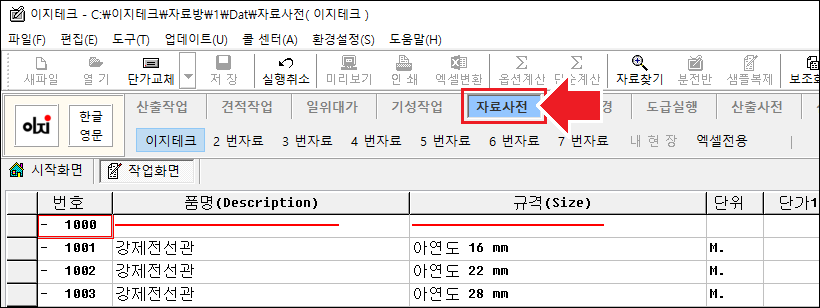 이지테크 - C:\이지테크\자료방\1\Dat\자료사전( 이지테크 )
파일(F) 편집(E) 도구(T) 업데이트(U) 콜 센터(A) 환경설정(S) 도움말(H)
새파일 열 기 단가교체 저 장 실행취소 미리보기 인 쇄 엑셀변환 옵션계산 단순계산 자료찾기 분전반 샘플복제 보조화
산출작업 견적작업 일위대가 기성작업 자료사전 경 도급실행 산출사전
한글
영문
이지테크 2 번자료 3 번자료 4 번자료 5 번자료 6 번자료 7 번자료 내 현 장 엑셀전용
시작화면 작업화면
번호 품명(Description) 규격(Size) 단위 단가1
- 1000
- 1001 강제전선관 아연도 16 mm M.
- 1002 강제전선관 아연도 22 mm M.
- 1003 강제전선관 아연도 28 mm M.